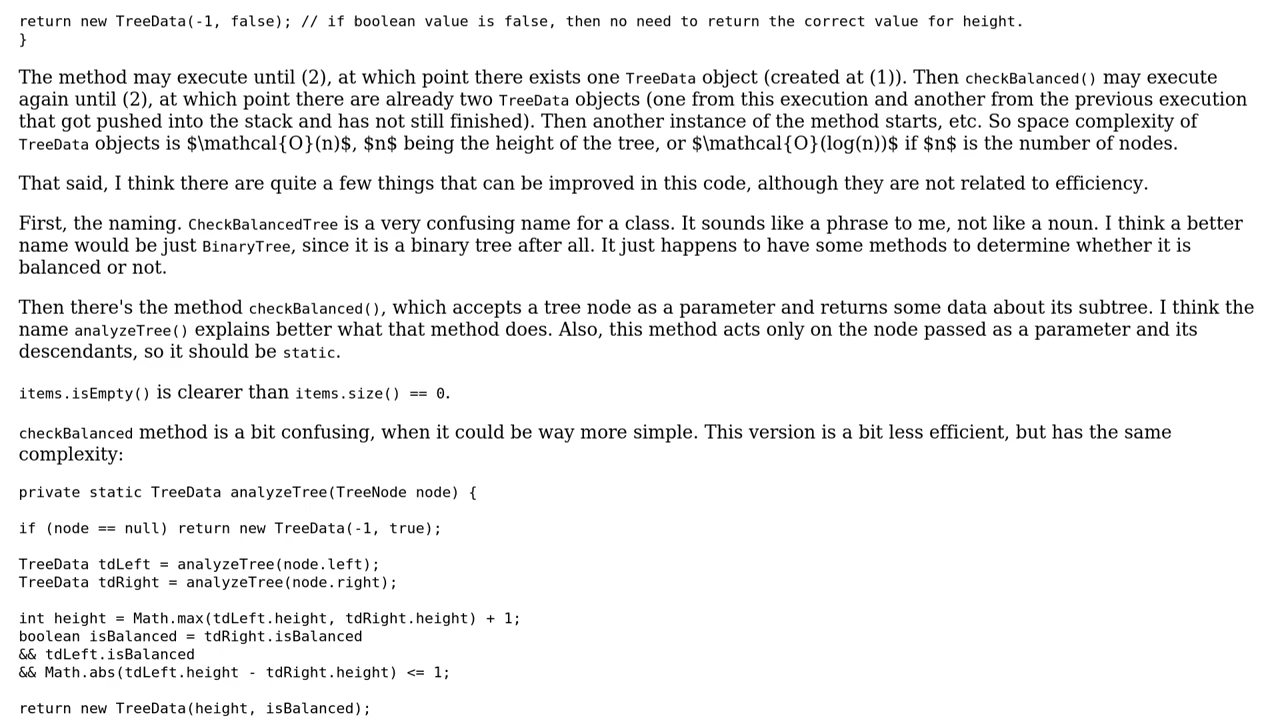 return new TreeData(-1, false); // if boolean value is false, then no need to return the correct value for height.
}
The method may execute until (2), at which point there exists one TreeData object (created at (1)). Then checkBalanced() may execute
again until (2), at which point there are already two TreeData objects (one from this execution and another from the previous execution
that got pushed into the stack and has not still finished). Then another instance of the method starts, etc. So space complexity of
TreeData objects is $\mathcal{O}(n)$, $n$ being the height of the tree, or $\mathcal{O}(log(n))$ if $n$ is the number of nodes.
That said, I think there are quite a few things that can be improved in this code, although they are not related to efficiency.
First, the naming. CheckBalancedTree is a very confusing name for a class. It sounds like a phrase to me, not like a noun. I think a better
name would be just BinaryTree, since it is a binary tree after all. It just happens to have some methods to determine whether it is
balanced or not.
Then there's the method checkBalanced(), which accepts a tree node as a parameter and returns some data about its subtree. I think the
name analyzeTree() explains better what that method does. Also, this method acts only on the node passed as a parameter and its
descendants, so it should be static.
items.isEmpty() is clearer than items.size() == 0.
checkBalanced method is a bit confusing, when it could be way more simple. This version is a bit less efficient, but has the same
complexity:
private static TreeData analyzeTree(TreeNode node) {
if (node == null) return new TreeData(-1, true);
TreeData tdLeft = analyzeTree(node.left);
TreeData tdRight = analyzeTree(node.right);
int height = Math.max(tdLeft.height, tdRight.height) + 1;
boolean isBalanced = tdRight.isBalanced
&& tdLeft.isBalanced
&& Math.abs(tdLeft.height - tdRight.height) <= 1;
return new TreeData(height, isBalanced);